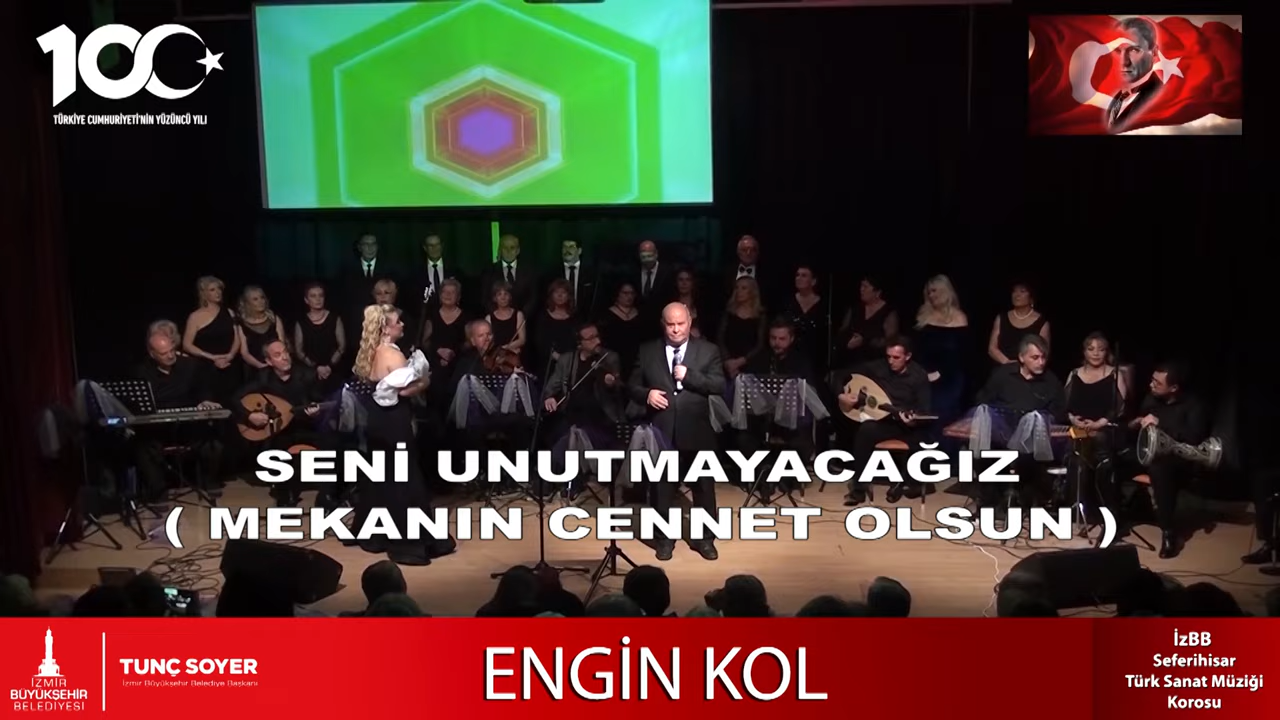 100
TÜRKİYE CUMHURİYETİ'NİN YÜZÜNCÜ YILI
SENİ UNUTMAYACAĞIZ
( MEKANIN CENNET OLSUN )
İZMİR
BÜYÜKŞEHİR
BELEDİYESİ
TUNÇ SOYER
İzmir Büyükşehir Belediye Başkanı
ENGİN KOL
İzBB
Seferihisar
Türk Sanat Müziği
Korosu